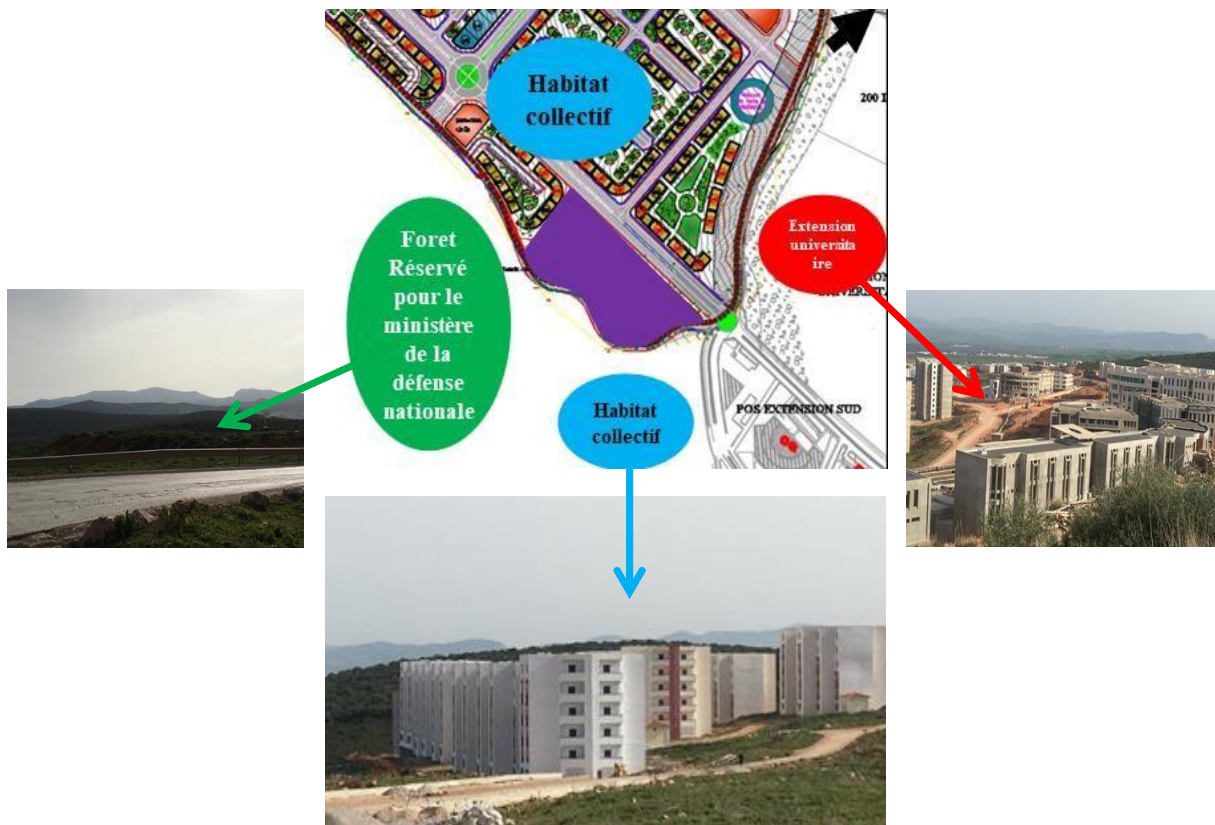 Habitat
collectif
200
Foret
Réservé
pour le
ministère
de la
défense
nationale
Extension
universita
ire
Habitat
collectif
POS EXTENSION SUD